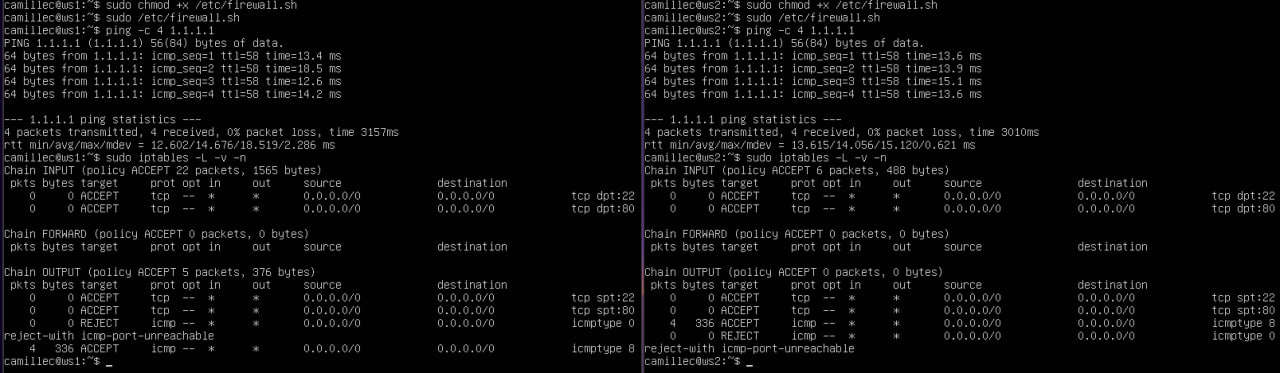 camillec@ws1:~$ sudo chmod +x /etc/firewall.sh
camillec@ws1:~$ sudo /etc/firewall.sh
camillec@ws1:~$ ping -c 4 1.1.1.1
PING 1.1.1.1 (1.1.1.1) 56(84) bytes of data.
64 bytes from 1.1.1.1: icmp_seq=1 ttl=58 time=13.4 ms
64 bytes from 1.1.1.1: icmp_seq=2 ttl=58 time=18.5 ms
64 bytes from 1.1.1.1: icmp_seq=3 ttl=58 time=12.6 ms
64 bytes from 1.1.1.1: icmp_seq=4 ttl=58 time=14.2 ms
--- 1.1.1.1 ping statistics ---
4 packets transmitted, 4 received, 0% packet loss, time 3157ms
rtt min/avg/max/mdev = 12.602/14.676/18.519/2.286 ms
camillec@ws1:~$ sudo iptables -L -v -n
Chain INPUT (policy ACCEPT 22 packets, 1565 bytes)
pkts bytes target prot opt in out source destination
0 0 ACCEPT tcp -- * * 0.0.0.0/0 0.0.0.0/0 tcp dpt:22
0 0 ACCEPT tcp -- * * 0.0.0.0/0 0.0.0.0/0 tcp dpt:80
Chain FORWARD (policy ACCEPT 0 packets, 0 bytes)
pkts bytes target prot opt in out source destination
Chain OUTPUT (policy ACCEPT 5 packets, 376 bytes)
pkts bytes target prot opt in out source destination
0 0 ACCEPT tcp -- * * 0.0.0.0/0 0.0.0.0/0 tcp spt:22
0 0 ACCEPT tcp -- * * 0.0.0.0/0 0.0.0.0/0 tcp spt:80
0 0 REJECT icmp -- * * 0.0.0.0/0 0.0.0.0/0 icmptype 0
reject-with icmp-port-unreachable
4 336 ACCEPT icmp -- * * 0.0.0.0/0 0.0.0.0/0 icmptype 8
camillec@ws1:~$ _
camillec@ws2:~$ sudo chmod +x /etc/firewall.sh
camillec@ws2:~$ sudo /etc/firewall.sh
camillec@ws2:~$ ping -c 4 1.1.1.1
PING 1.1.1.1 (1.1.1.1) 56(84) bytes of data.
64 bytes from 1.1.1.1: icmp_seq=1 ttl=58 time=13.6 ms
64 bytes from 1.1.1.1: icmp_seq=2 ttl=58 time=13.9 ms
64 bytes from 1.1.1.1: icmp_seq=3 ttl=58 time=15.1 ms
64 bytes from 1.1.1.1: icmp_seq=4 ttl=58 time=13.6 ms
--- 1.1.1.1 ping statistics ---
4 packets transmitted, 4 received, 0% packet loss, time 3010ms
rtt min/avg/max/mdev = 13.615/14.056/15.120/0.621 ms
camillec@ws2:~$ sudo iptables -L -v -n
Chain INPUT (policy ACCEPT 6 packets, 488 bytes)
pkts bytes target prot opt in out source destination
0 0 ACCEPT tcp -- * * 0.0.0.0/0 0.0.0.0/0 tcp dpt:22
0 0 ACCEPT tcp -- * * 0.0.0.0/0 0.0.0.0/0 tcp dpt:80
Chain FORWARD (policy ACCEPT 0 packets, 0 bytes)
pkts bytes target prot opt in out source destination
Chain OUTPUT (policy ACCEPT 0 packets, 0 bytes)
pkts bytes target prot opt in out source destination
0 0 ACCEPT tcp -- * * 0.0.0.0/0 0.0.0.0/0 tcp spt:22
0 0 ACCEPT tcp -- * * 0.0.0.0/0 0.0.0.0/0 tcp spt:80
4 336 ACCEPT icmp -- * * 0.0.0.0/0 0.0.0.0/0 icmptype 8
0 0 REJECT icmp -- * * 0.0.0.0/0 0.0.0.0/0 icmptype 0
reject-with icmp-port-unreachable
camillec@ws2:~$ _